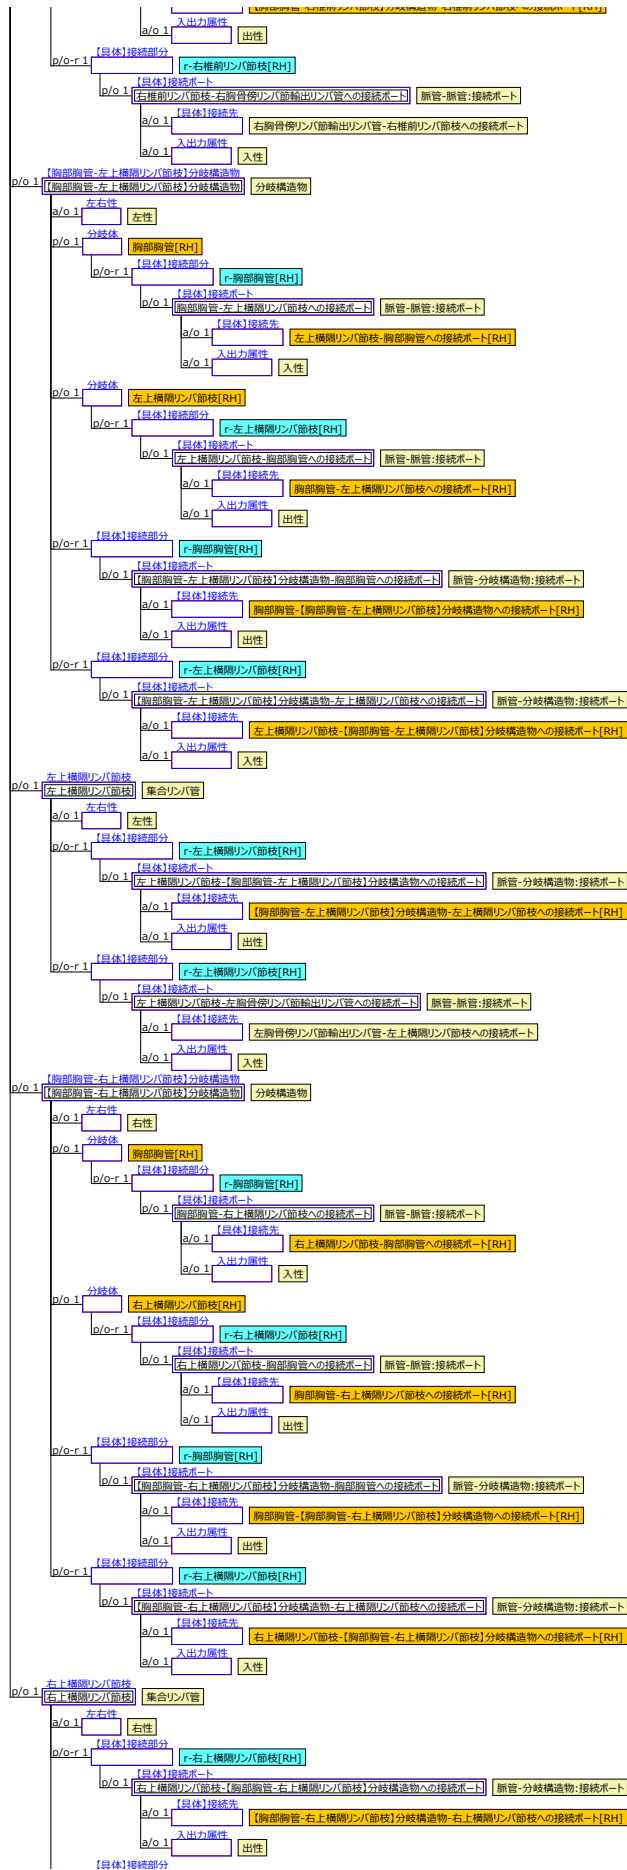 【胸部胸管-右椎前リンパ節枝】分岐構造物-右椎前リンパ節枝への接続ポート[RH]
入出力属性
a/o 1 出性
【具体】接続部分
p/o-r 1 r-右椎前リンパ節枝[RH]
【具体】接続ポート
p/o 1 右椎前リンパ節枝-右胸骨傍リンパ節輸出リンパ管への接続ポート 脈管-脈管:接続ポート
【具体】接続先
a/o 1 右胸骨傍リンパ節輸出リンパ管-右椎前リンパ節枝への接続ポート
入出力属性
a/o 1 入性
【胸部胸管-左上横隔リンパ節枝】分岐構造物
p/o 1 【胸部胸管-左上横隔リンパ節枝】分岐構造物 分岐構造物
左右性
a/o 1 左性
分岐体
p/o 1 胸部胸管[RH]
【具体】接続部分
p/o-r 1 r-胸部胸管[RH]
【具体】接続ポート
p/o 1 胸部胸管-左上横隔リンパ節枝への接続ポート 脈管-脈管:接続ポート
【具体】接続先
a/o 1 左上横隔リンパ節枝-胸部胸管への接続ポート[RH]
入出力属性
a/o 1 入性
分岐体
p/o 1 左上横隔リンパ節枝[RH]
【具体】接続部分
p/o-r 1 r-左上横隔リンパ節枝[RH]
【具体】接続ポート
p/o 1 左上横隔リンパ節枝-胸部胸管への接続ポート 脈管-脈管:接続ポート
【具体】接続先
a/o 1 胸部胸管-左上横隔リンパ節枝への接続ポート[RH]
入出力属性
a/o 1 出性
【具体】接続部分
p/o-r 1 r-胸部胸管[RH]
【具体】接続ポート
p/o 1 【胸部胸管-左上横隔リンパ節枝】分岐構造物-胸部胸管への接続ポート 脈管-分岐構造物:接続ポート
【具体】接続先
a/o 1 胸部胸管-【胸部胸管-左上横隔リンパ節枝】分岐構造物への接続ポート[RH]
入出力属性
a/o 1 出性
【具体】接続部分
p/o-r 1 r-左上横隔リンパ節枝[RH]
【具体】接続ポート
p/o 1 【胸部胸管-左上横隔リンパ節枝】分岐構造物-左上横隔リンパ節枝への接続ポート 脈管-分岐構造物:接続ポート
【具体】接続先
a/o 1 左上横隔リンパ節枝-【胸部胸管-左上横隔リンパ節枝】分岐構造物への接続ポート[RH]
入出力属性
a/o 1 入性
左上横隔リンパ節枝
p/o 1 左上横隔リンパ節枝 集合リンパ管
左右性
a/o 1 左性
【具体】接続部分
p/o-r 1 r-左上横隔リンパ節枝[RH]
【具体】接続ポート
p/o 1 左上横隔リンパ節枝-【胸部胸管-左上横隔リンパ節枝】分岐構造物への接続ポート 脈管-分岐構造物:接続ポート
【具体】接続先
a/o 1 【胸部胸管-左上横隔リンパ節枝】分岐構造物-左上横隔リンパ節枝への接続ポート[RH]
入出力属性
a/o 1 出性
【具体】接続部分
p/o-r 1 r-左上横隔リンパ節枝[RH]
【具体】接続ポート
p/o 1 左上横隔リンパ節枝-左胸骨傍リンパ節輸出リンパ管への接続ポート 脈管-脈管:接続ポート
【具体】接続先
a/o 1 左胸骨傍リンパ節輸出リンパ管-左上横隔リンパ節枝への接続ポート
入出力属性
a/o 1 入性
【胸部胸管-右上横隔リンパ節枝】分岐構造物
p/o 1 【胸部胸管-右上横隔リンパ節枝】分岐構造物 分岐構造物
左右性
a/o 1 右性
分岐体
p/o 1 胸部胸管[RH]
【具体】接続部分
p/o-r 1 r-胸部胸管[RH]
【具体】接続ポート
p/o 1 胸部胸管-右上横隔リンパ節枝への接続ポート 脈管-脈管:接続ポート
【具体】接続先
a/o 1 右上横隔リンパ節枝-胸部胸管への接続ポート[RH]
入出力属性
a/o 1 入性
分岐体
p/o 1 右上横隔リンパ節枝[RH]
【具体】接続部分
p/o-r 1 r-右上横隔リンパ節枝[RH]
【具体】接続ポート
p/o 1 右上横隔リンパ節枝-胸部胸管への接続ポート 脈管-脈管:接続ポート
【具体】接続先
a/o 1 胸部胸管-右上横隔リンパ節枝への接続ポート[RH]
入出力属性
a/o 1 出性
【具体】接続部分
p/o-r 1 r-胸部胸管[RH]
【具体】接続ポート
p/o 1 【胸部胸管-右上横隔リンパ節枝】分岐構造物-胸部胸管への接続ポート 脈管-分岐構造物:接続ポート
【具体】接続先
a/o 1 胸部胸管-【胸部胸管-右上横隔リンパ節枝】分岐構造物への接続ポート[RH]
入出力属性
a/o 1 出性
【具体】接続部分
p/o-r 1 r-右上横隔リンパ節枝[RH]
【具体】接続ポート
p/o 1 【胸部胸管-右上横隔リンパ節枝】分岐構造物-右上横隔リンパ節枝への接続ポート 脈管-分岐構造物:接続ポート
【具体】接続先
a/o 1 右上横隔リンパ節枝-【胸部胸管-右上横隔リンパ節枝】分岐構造物への接続ポート[RH]
入出力属性
a/o 1 入性
右上横隔リンパ節枝
p/o 1 右上横隔リンパ節枝 集合リンパ管
左右性
a/o 1 右性
【具体】接続部分
p/o-r 1 r-右上横隔リンパ節枝[RH]
【具体】接続ポート
p/o 1 右上横隔リンパ節枝-【胸部胸管-右上横隔リンパ節枝】分岐構造物への接続ポート 脈管-分岐構造物:接続ポート
【具体】接続先
a/o 1 【胸部胸管-右上横隔リンパ節枝】分岐構造物-右上横隔リンパ節枝への接続ポート[RH]
入出力属性
a/o 1 出性
【具体】接続部分